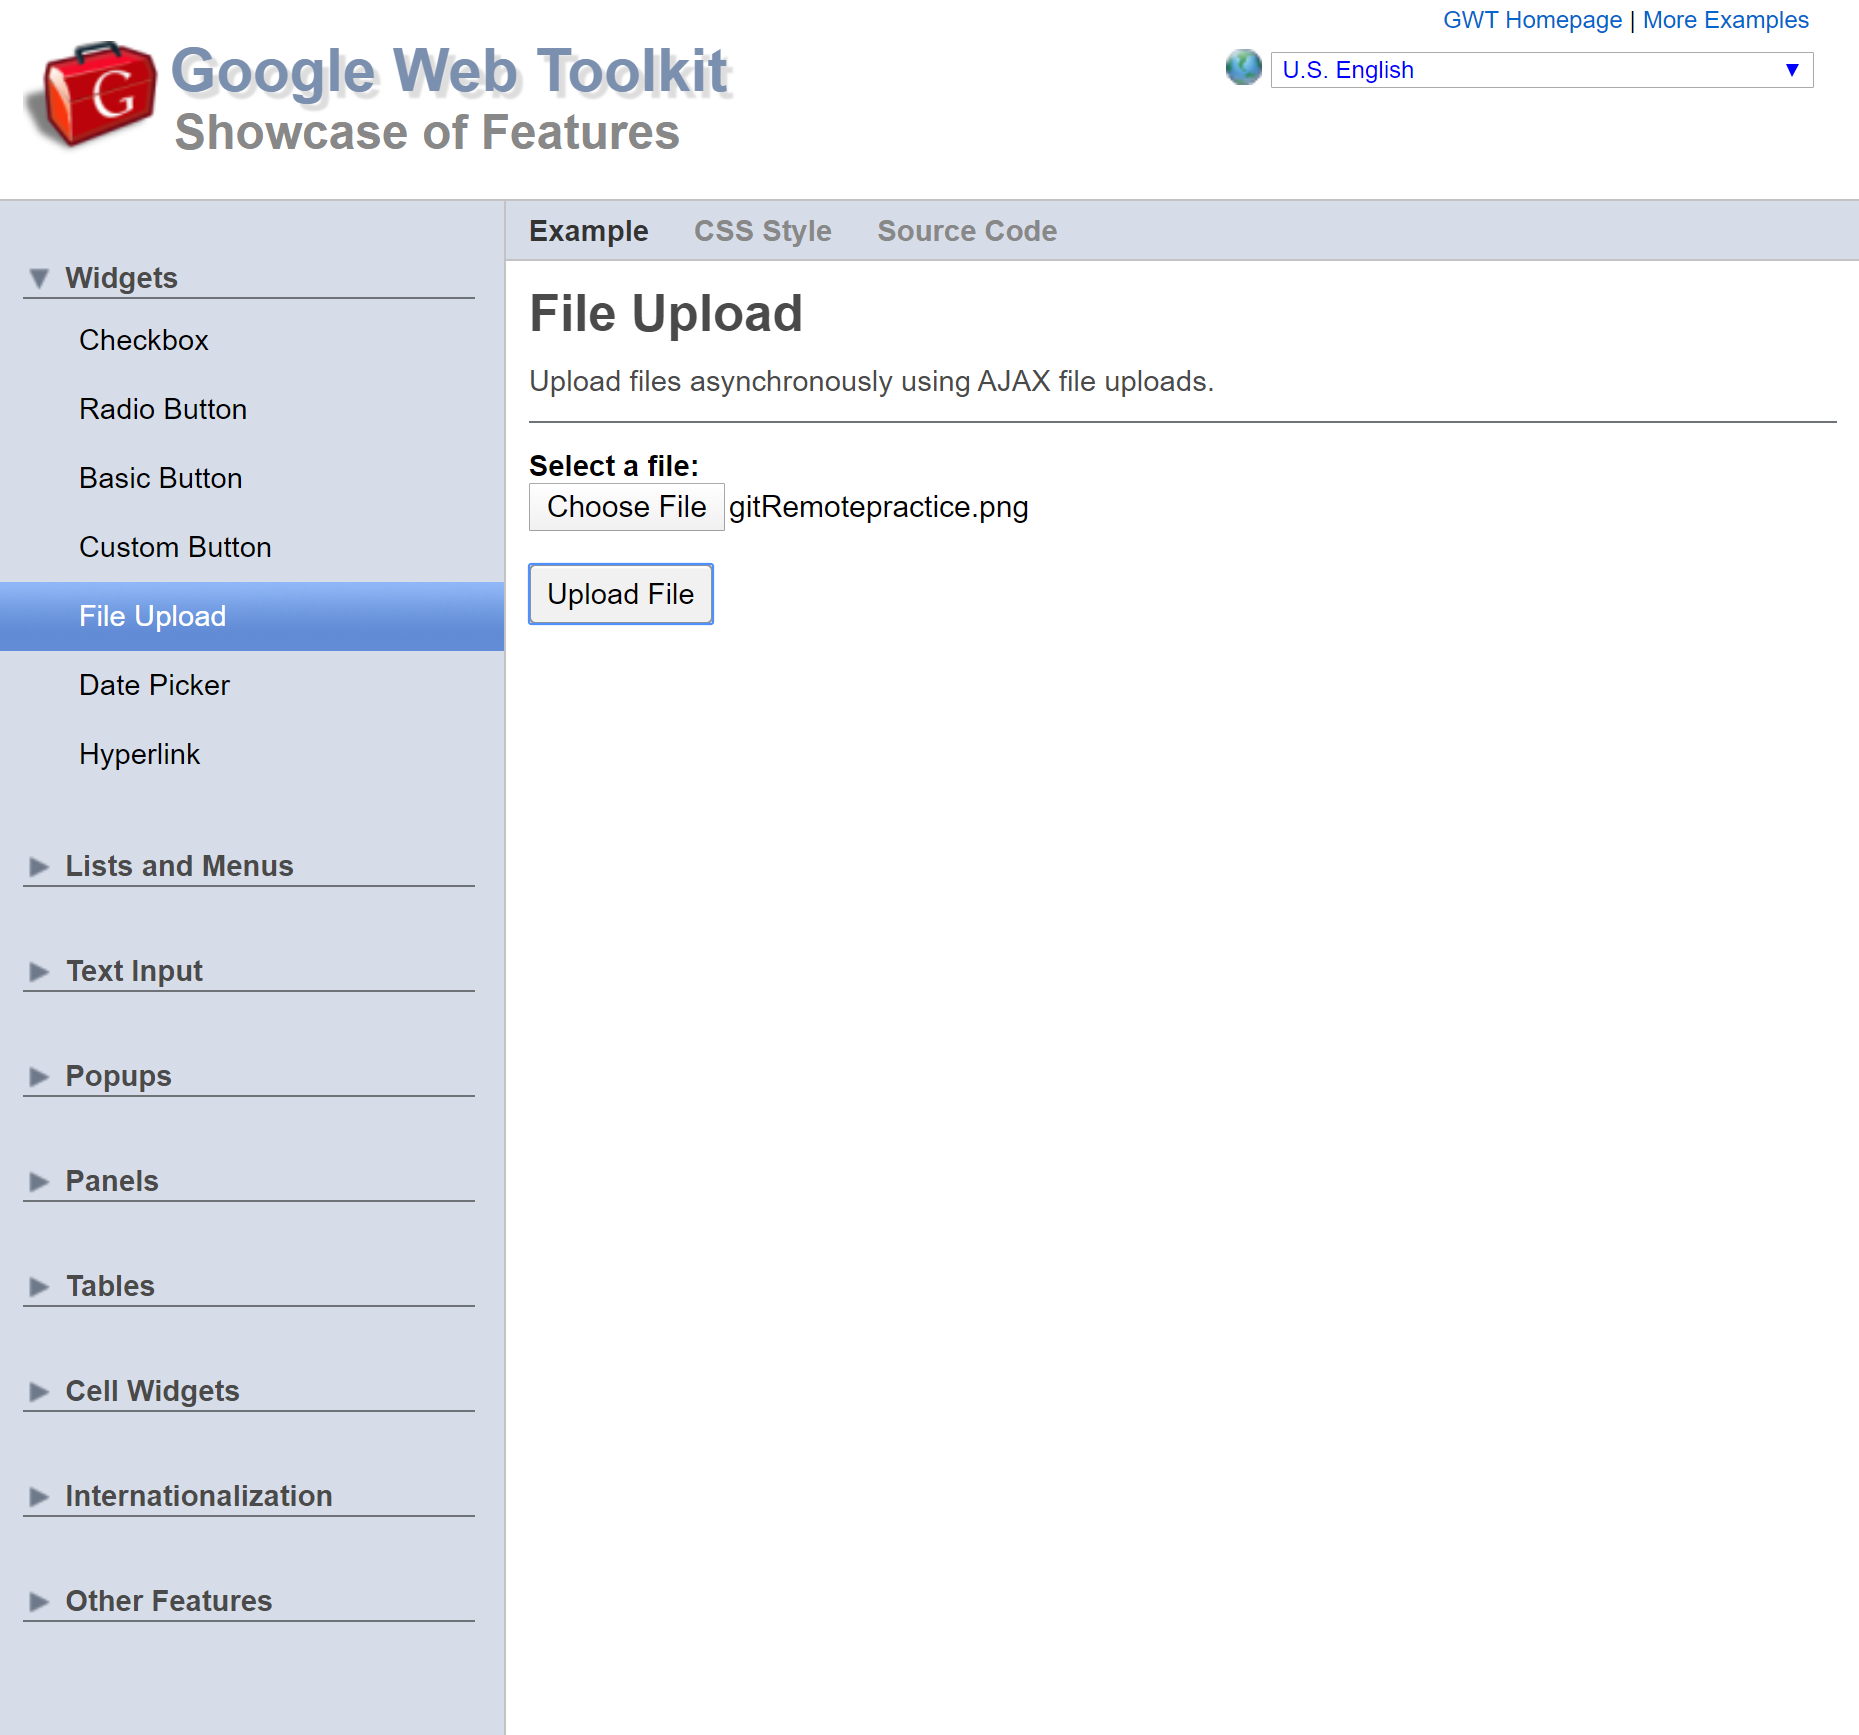 GWT Homepage | More Examples
Google Web Toolkit
U.S. English
Showcase of Features
Example CSS Style Source Code
Widgets
Checkbox
Radio Button
Basic Button
Custom Button
File Upload
Date Picker
Hyperlink
Lists and Menus
Text Input
Popups
Panels
Tables
Cell Widgets
Internationalization
Other Features
File Upload
Upload files asynchronously using AJAX file uploads.
Select a file:
Choose File gitRemotepractice.png
Upload File